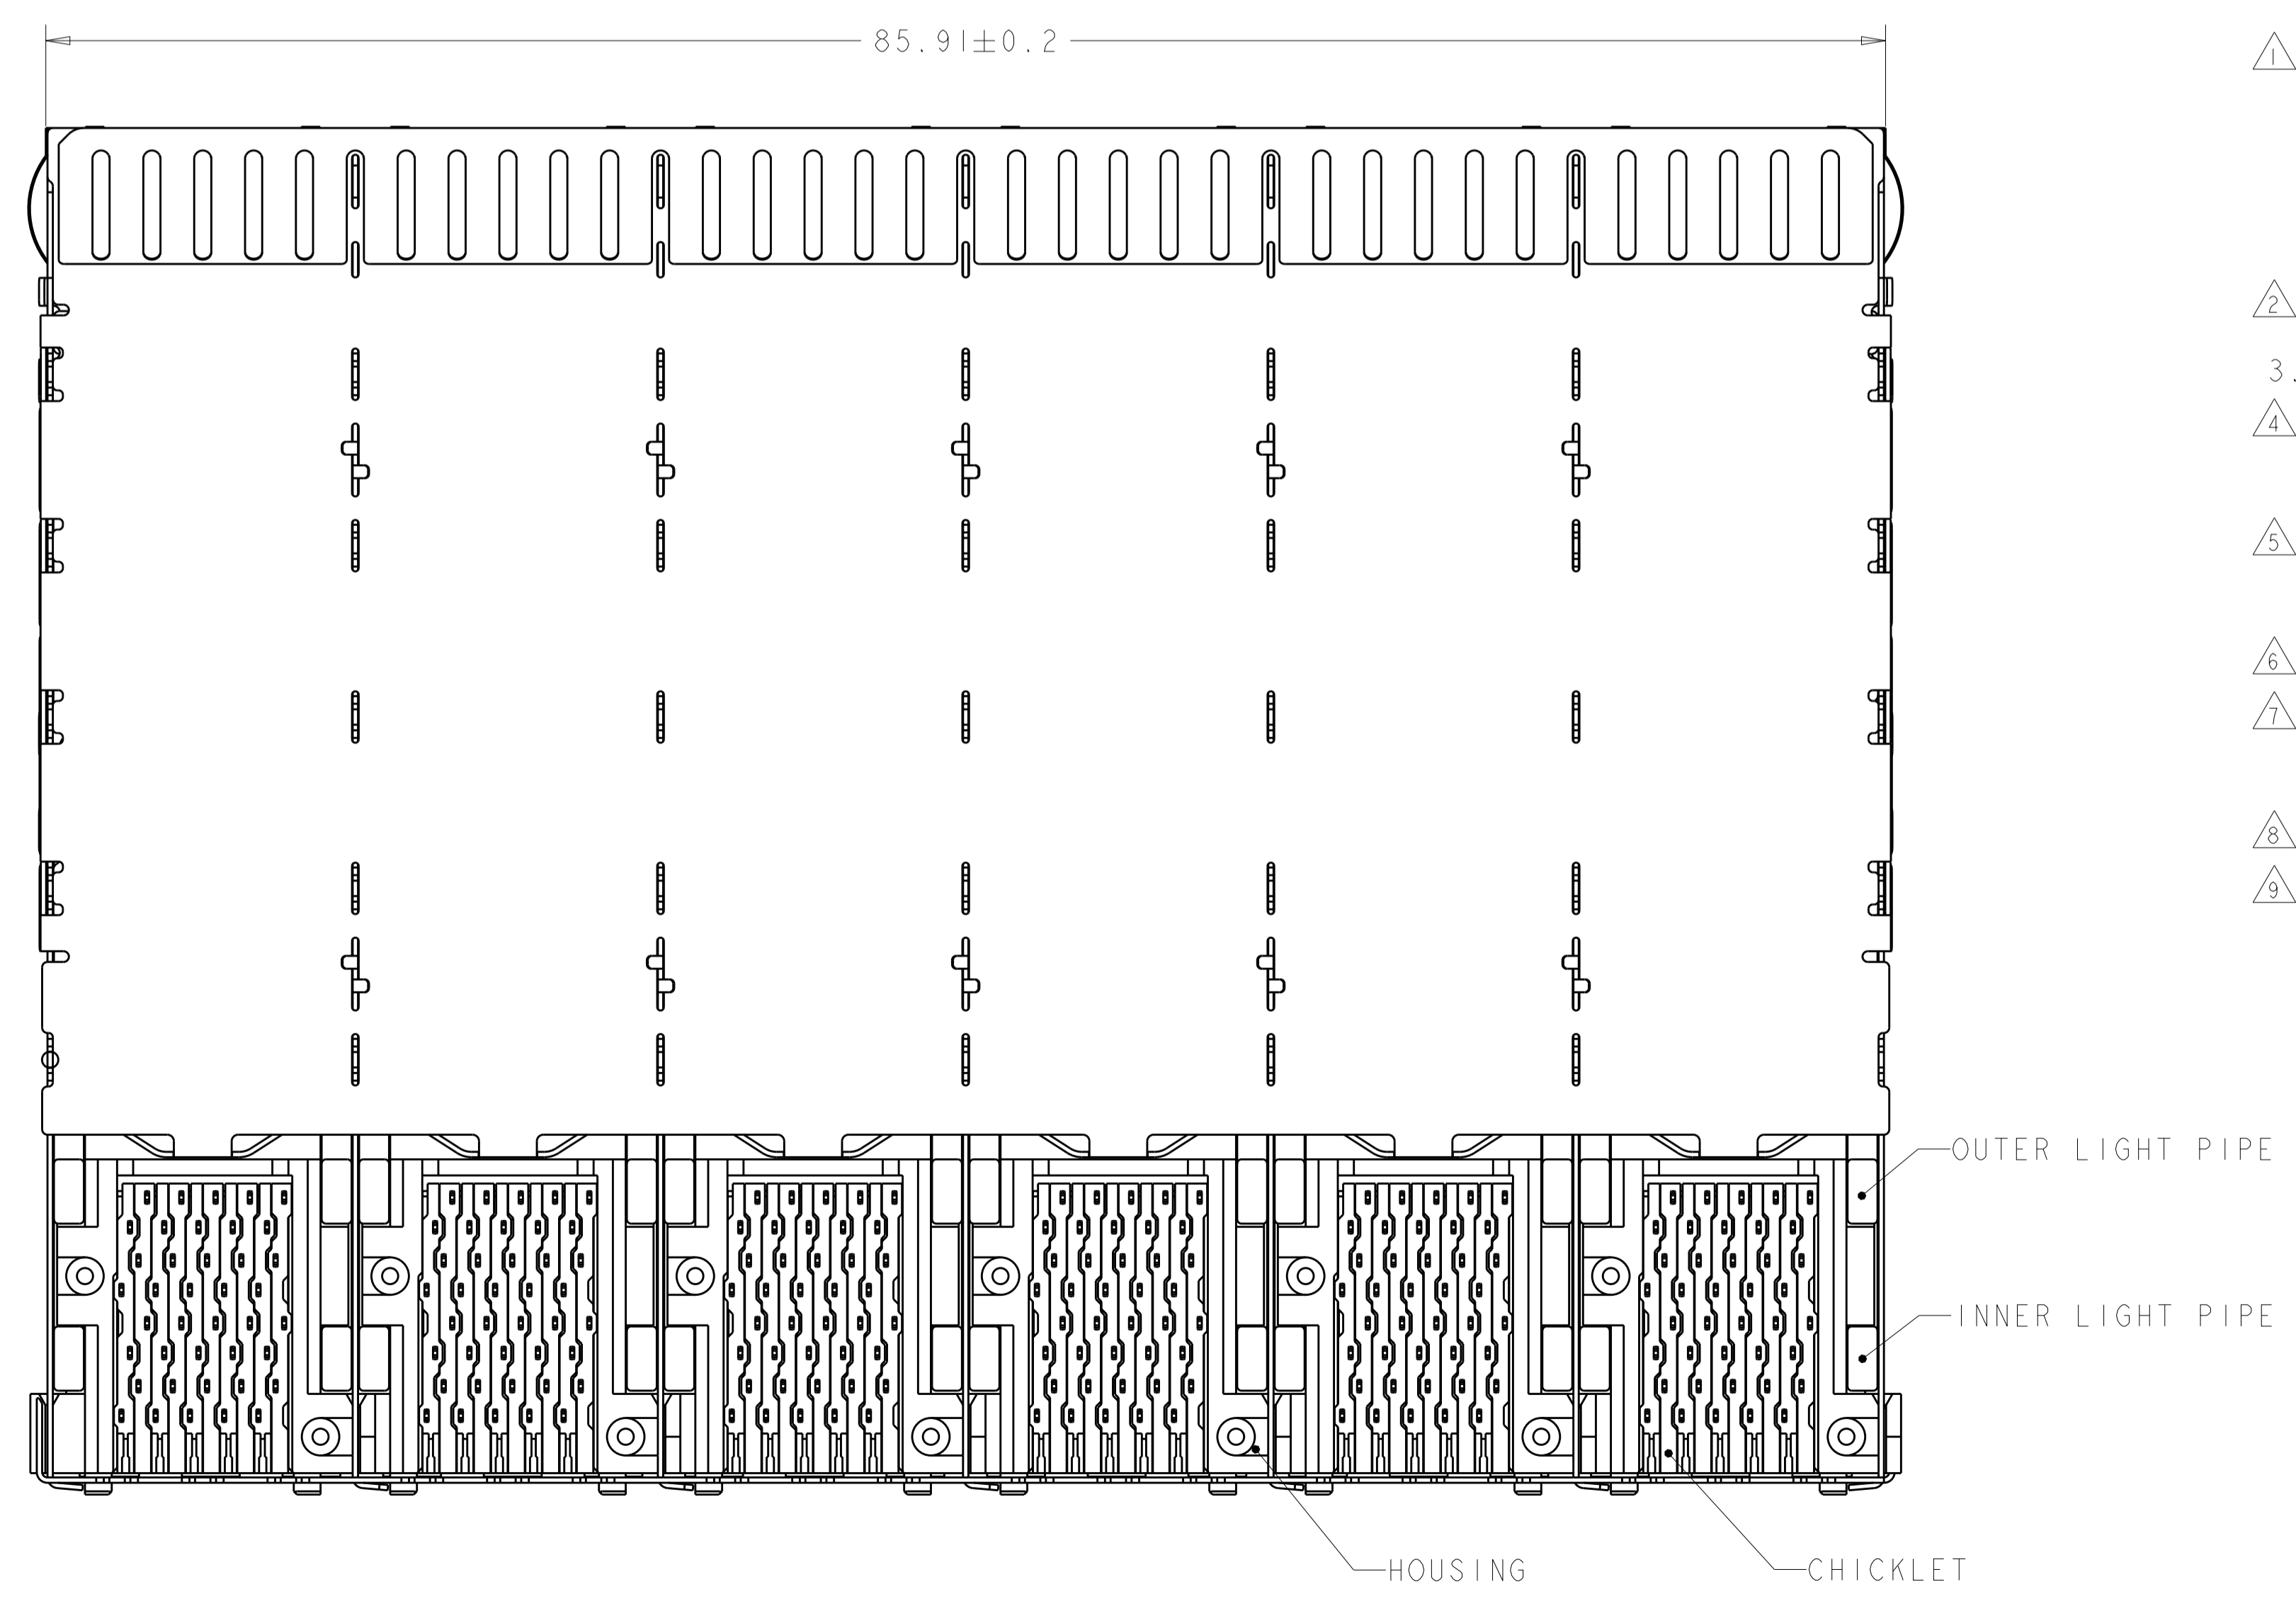 85.91±0.2
1
2
3.
4
5
6
7
8
9
OUTER LIGHT PIPE
INNER LIGHT PIPE
HOUSING
CHICKLET